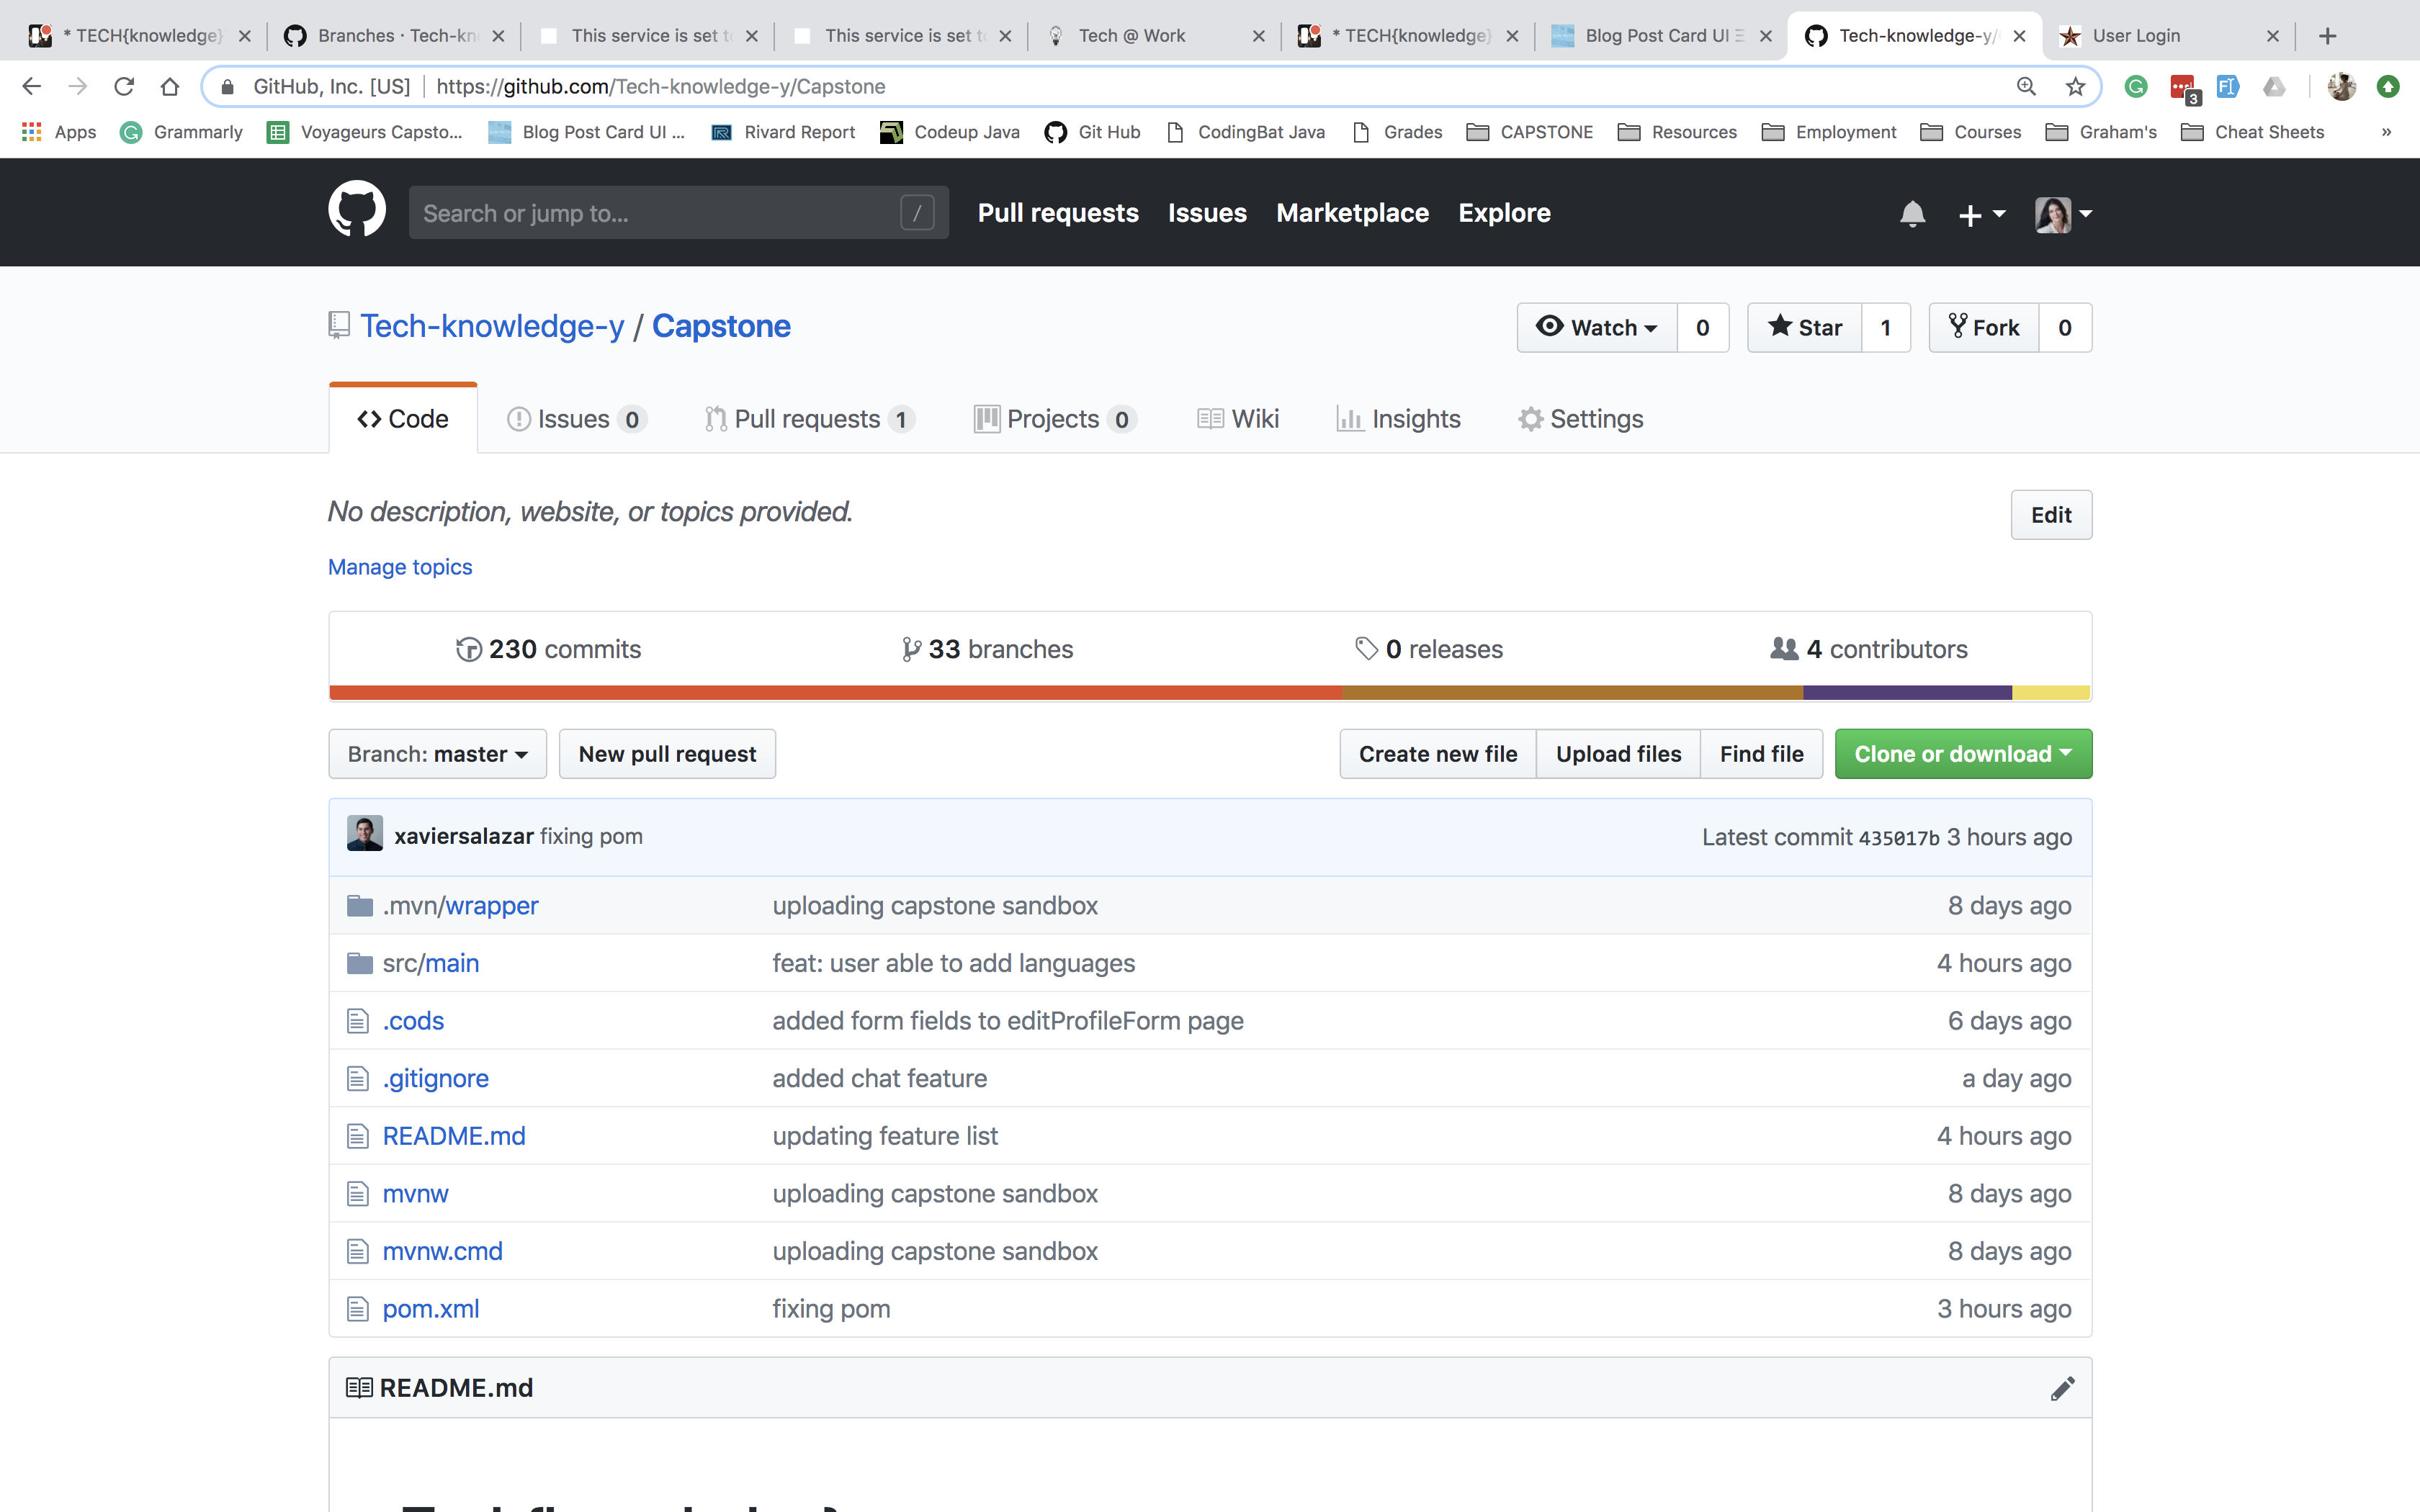 * TECH{knowledge} Branches · Tech-kn This service is set t This service is set t Tech @ Work * TECH{knowledge} Blog Post Card UI Tech-knowledge-y/ User Login
GitHub, Inc. [US] https://github.com/Tech-knowledge-y/Capstone 3
Apps Grammarly Voyageurs Capsto... Blog Post Card UI ... Rivard Report Codeup Java Git Hub CodingBat Java Grades CAPSTONE Resources Employment Courses Graham's Cheat Sheets »
Search or jump to... / Pull requests Issues Marketplace Explore
Tech-knowledge-y / Capstone Watch 0 Star 1 Fork 0
Code Issues 0 Pull requests 1 Projects 0 Wiki Insights Settings
No description, website, or topics provided. Edit
Manage topics
230 commits 33 branches 0 releases 4 contributors
Branch: master New pull request Create new file Upload files Find file Clone or download
xaviersalazar fixing pom Latest commit 435017b 3 hours ago
.mvn/wrapper uploading capstone sandbox 8 days ago
src/main feat: user able to add languages 4 hours ago
.cods added form fields to editProfileForm page 6 days ago
.gitignore added chat feature a day ago
README.md updating feature list 4 hours ago
mvnw uploading capstone sandbox 8 days ago
mvnw.cmd uploading capstone sandbox 8 days ago
pom.xml fixing pom 3 hours ago
README.md